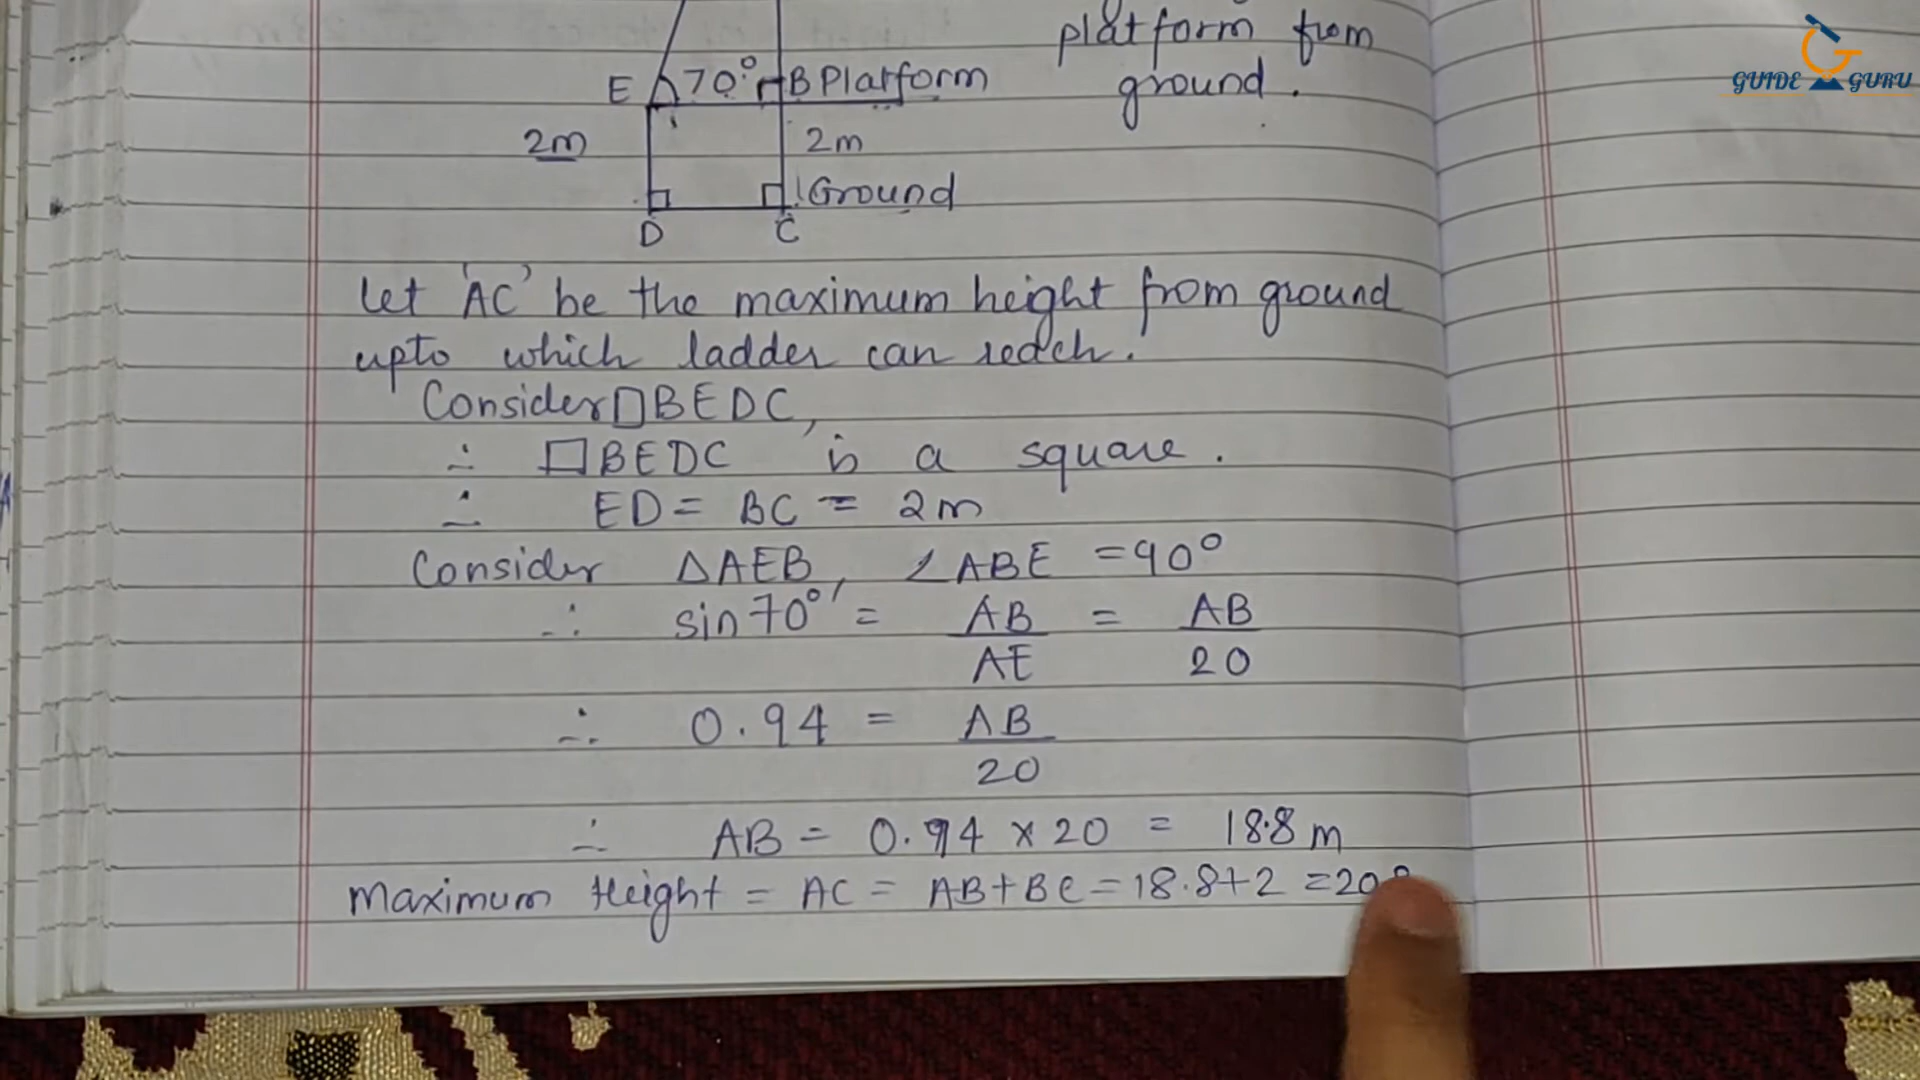 platform from
ground.
E 70° B Platform
2m
2m
Ground
D
C
Let 'AC' be the maximum height from ground
upto which ladder can reach.
Consider □BEDC,
∴ □BEDC is a square.
∴ ED = BC = 2m
Consider △AEB, ∠ABE = 90°
∴ sin70° = AB/AE = AB/20
∴ 0.94 = AB/20
∴ AB = 0.94 × 20 = 18.8 m
Maximum Height = AC = AB+BC = 18.8+2 = 20
GUIDE GURU